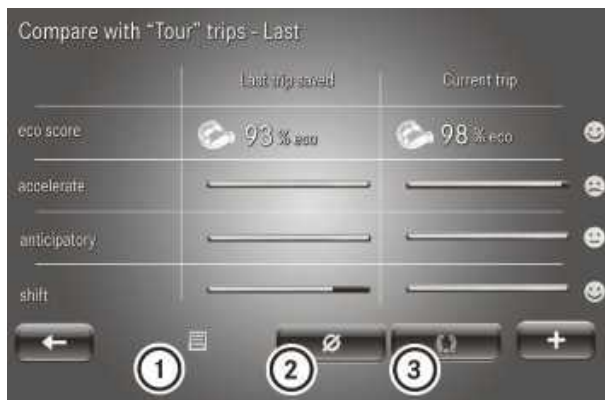 Compare with "Tour" trips - Last
Last trip saved Current trip
eco score 93 % eco 98 % eco
accelerate
anticipatory
shift
1 2 3